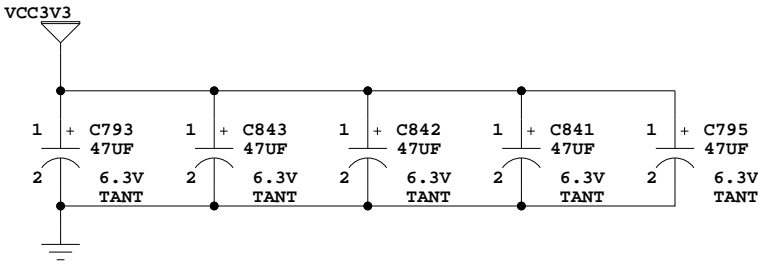 VCC3V3
1 + C793 1 + C843 1 + C842 1 + C841 1 + C795
47UF 47UF 47UF 47UF 47UF
2 6.3V 2 6.3V 2 6.3V 2 6.3V 2 6.3V
TANT TANT TANT TANT TANT